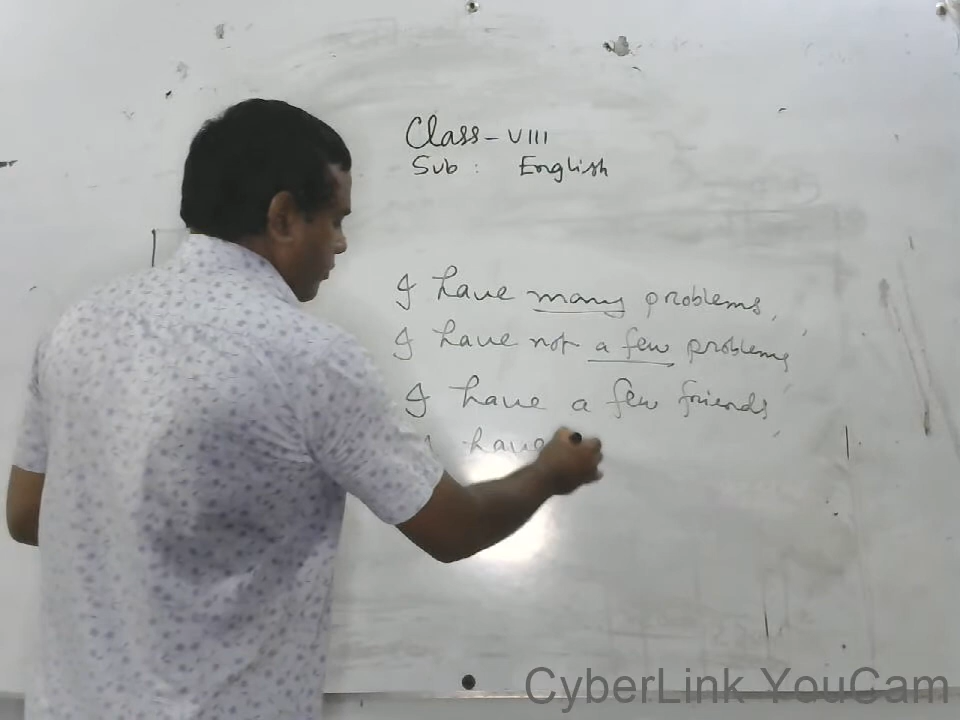 Class - VIII
Sub : English
I have many problems,
I have not a few problems
I have a few friends
I have
CyberLink YouCam